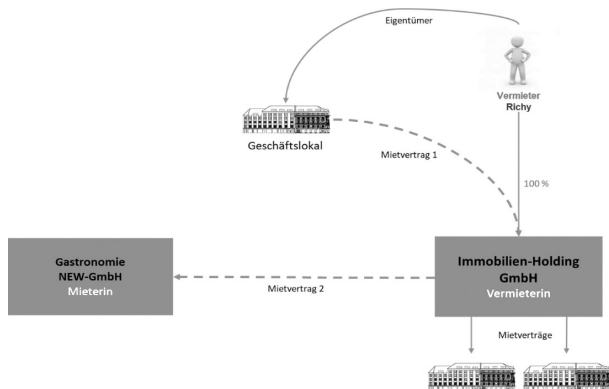 Eigentümer
Vermieter
Richy
Geschäftslokal
Mietvertrag 1
100 %
Gastronomie
NEW-GmbH
Mieterin
Mietvertrag 2
Immobilien-Holding
GmbH
Vermieterin
Mietverträge